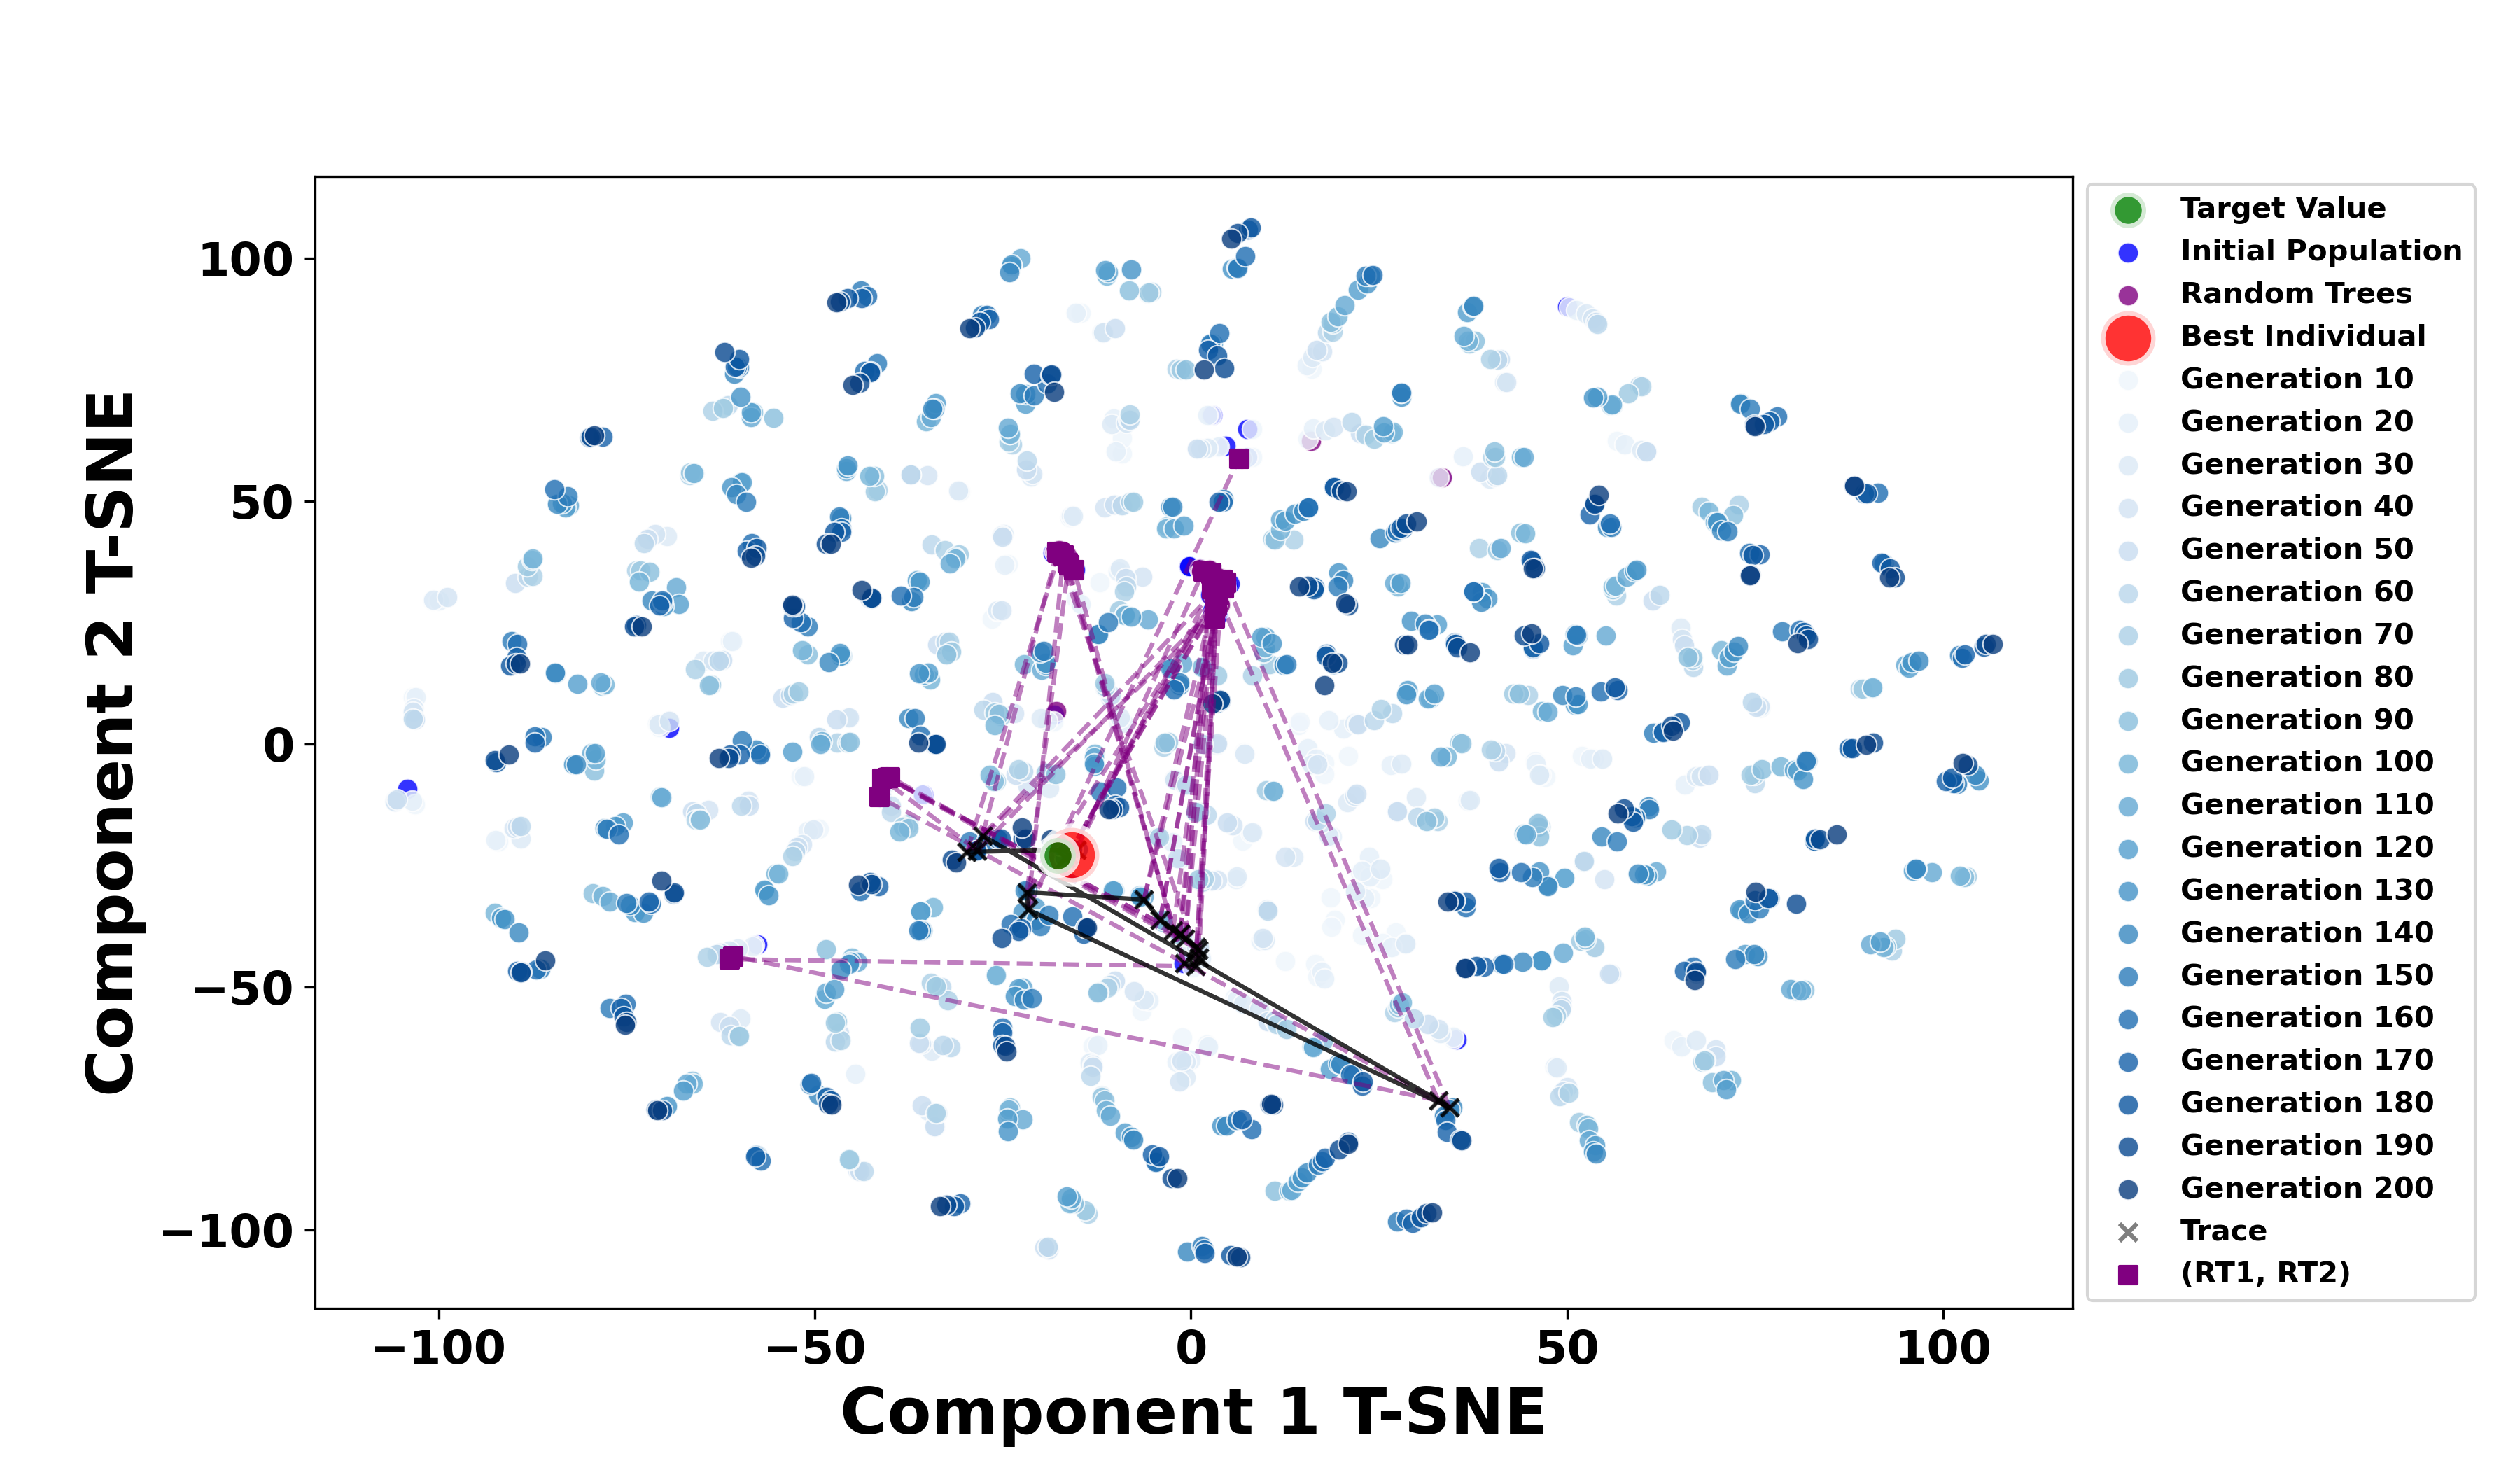 100
50
0
−50
−100
Component 2 T-SNE
−100
−50
0
50
100
Component 1 T-SNE
Target Value
Initial Population
Random Trees
Best Individual
Generation 10
Generation 20
Generation 30
Generation 40
Generation 50
Generation 60
Generation 70
Generation 80
Generation 90
Generation 100
Generation 110
Generation 120
Generation 130
Generation 140
Generation 150
Generation 160
Generation 170
Generation 180
Generation 190
Generation 200
Trace
(RT1, RT2)